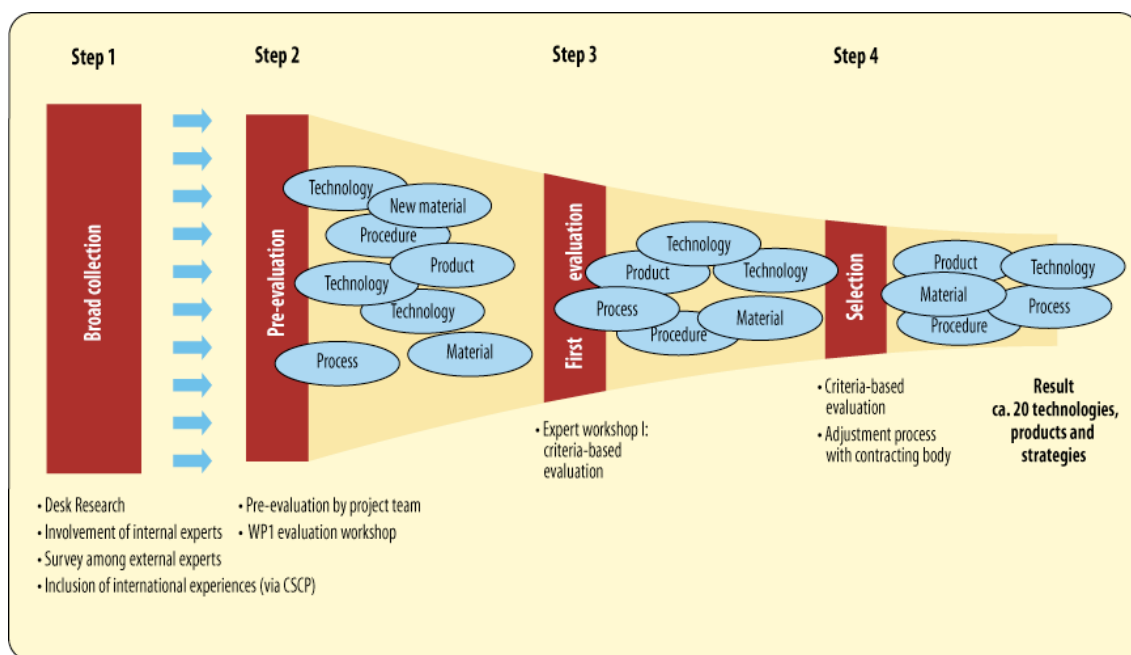 Step 1
Step 2
Step 3
Step 4
Broad collection
Pre-evaluation
Technology
New material
Procedure
Product
Technology
Technology
Process
Material
First evaluation
Technology
Product
Technology
Process
Material
Procedure
Selection
Product
Technology
Material
Process
Procedure
• Desk Research
• Involvement of internal experts
• Survey among external experts
• Inclusion of international experiences (via CSCP)
• Pre-evaluation by project team
• WP1 evaluation workshop
• Expert workshop I:
criteria-based
evaluation
• Criteria-based
evaluation
• Adjustment process
with contracting body
Result
ca. 20 technologies,
products and
strategies